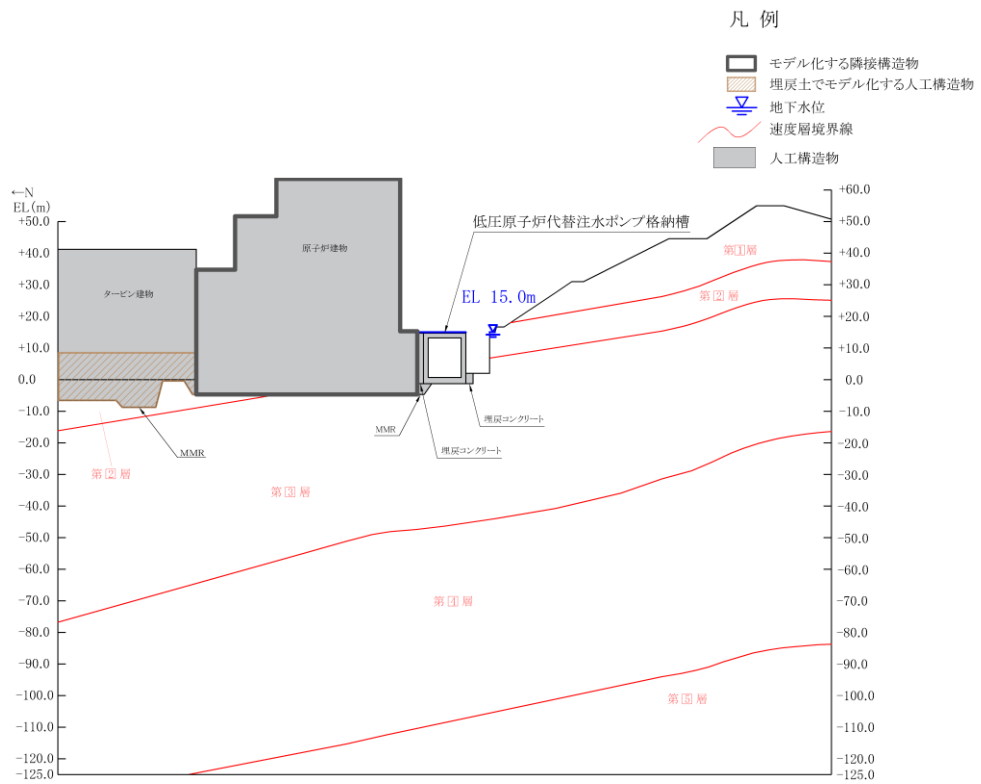 凡 例
モデル化する隣接構造物
埋戻土でモデル化する人工構造物
地下水位
速度層境界線
人工構造物
←N
EL(m)
+50.0
+40.0
+30.0
+20.0
+10.0
0.0
-10.0
-20.0
-30.0
-40.0
-50.0
-60.0
-70.0
-80.0
-90.0
-100.0
-110.0
-120.0
-125.0
+60.0
+50.0
+40.0
+30.0
+20.0
+10.0
0.0
-10.0
-20.0
-30.0
-40.0
-50.0
-60.0
-70.0
-80.0
-90.0
-100.0
-110.0
-120.0
-125.0
低圧原子炉代替注水ポンプ格納槽
原子炉建物
タービン建物
EL 15.0m
第1層
第2層
MMR
埋戻コンクリート
埋戻コンクリート
MMR
第2層
第3層
第4層
第5層